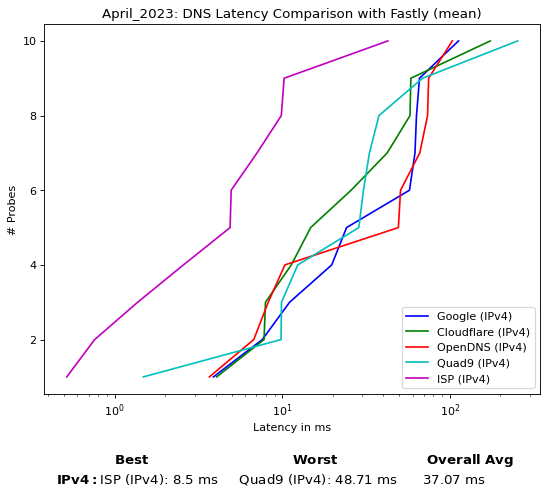 April_2023: DNS Latency Comparison with Fastly (mean)
10
8
6
4
2
# Probes
Google (IPv4)
Cloudflare (IPv4)
OpenDNS (IPv4)
Quad9 (IPv4)
ISP (IPv4)
10⁰ 10¹ 10²
Latency in ms
Best Worst Overall Avg
IPv4: ISP (IPv4): 8.5 ms Quad9 (IPv4): 48.71 ms 37.07 ms